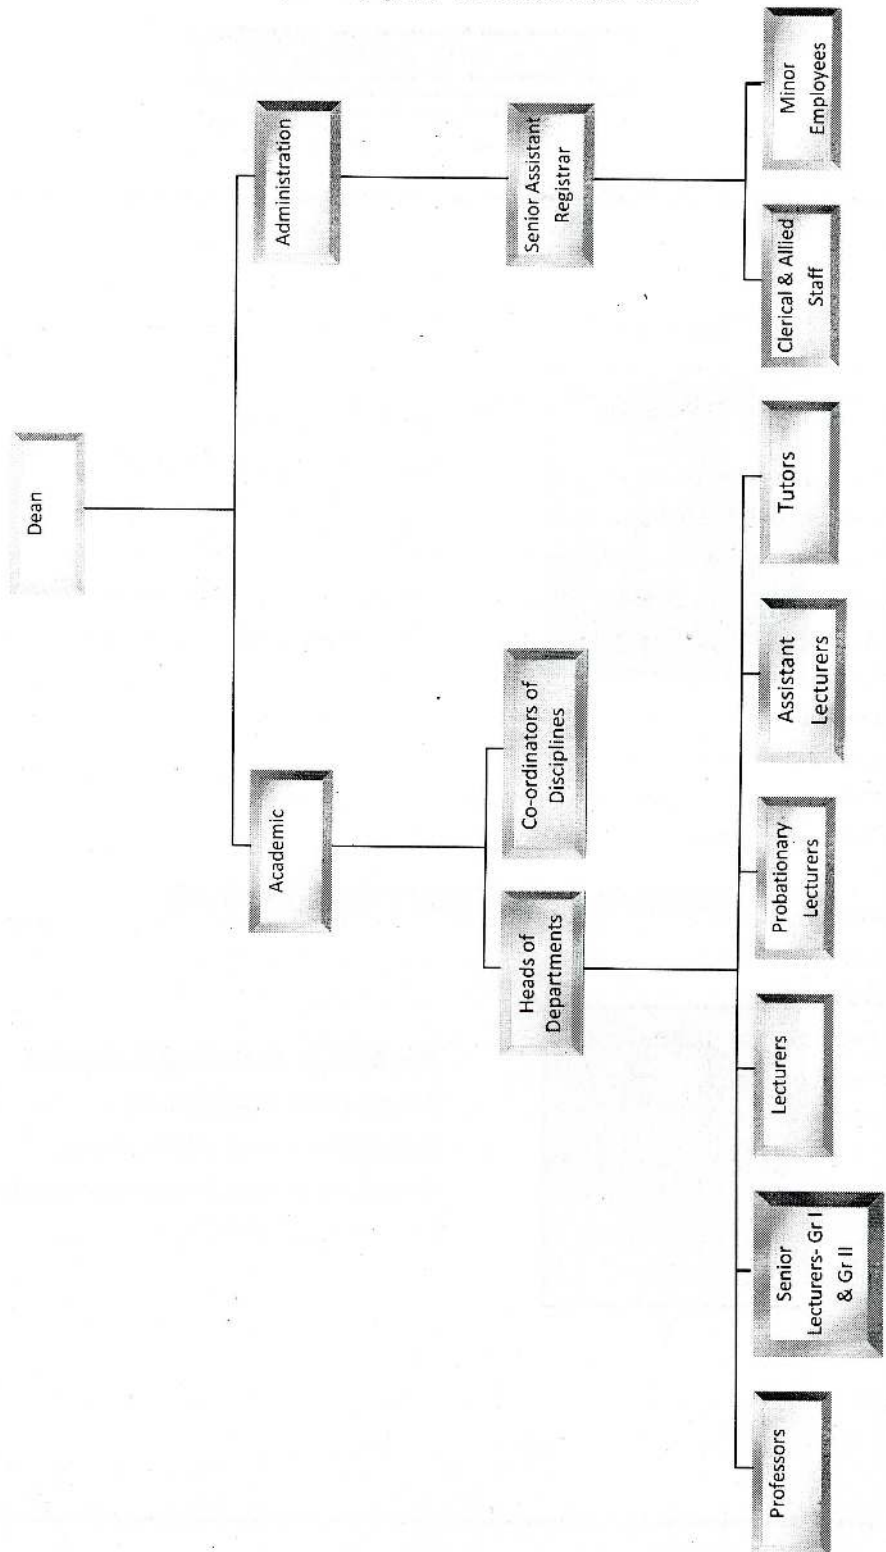 Dean
Academic
Administration
Heads of
Departments
Co-ordinators of
Disciplines
Senior Assistant
Registrar
Professors
Senior
Lecturers- Gr I
& Gr II
Lecturers
Probationary
Lecturers
Assistant
Lecturers
Tutors
Clerical & Allied
Staff
Minor
Employees